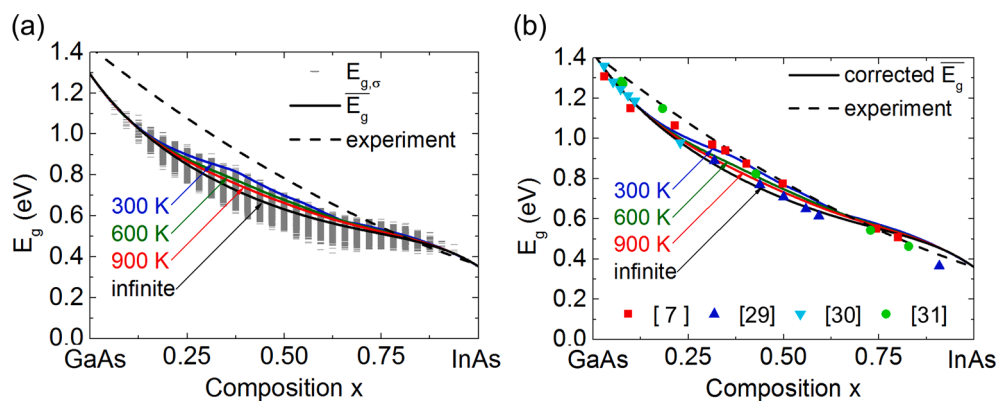 (a)
1.4
1.2
1.0
0.8
0.6
0.4
0.2
0.0
E_g (eV)
E_g,σ
E̅_g
experiment
300 K
600 K
900 K
infinite
GaAs 0.25 0.50 0.75 InAs
Composition x
(b)
1.4
1.2
1.0
0.8
0.6
0.4
0.2
0.0
E_g (eV)
corrected E̅_g
experiment
300 K
600 K
900 K
infinite
[ 7 ] [29] [30] [31]
GaAs 0.25 0.50 0.75 InAs
Composition x